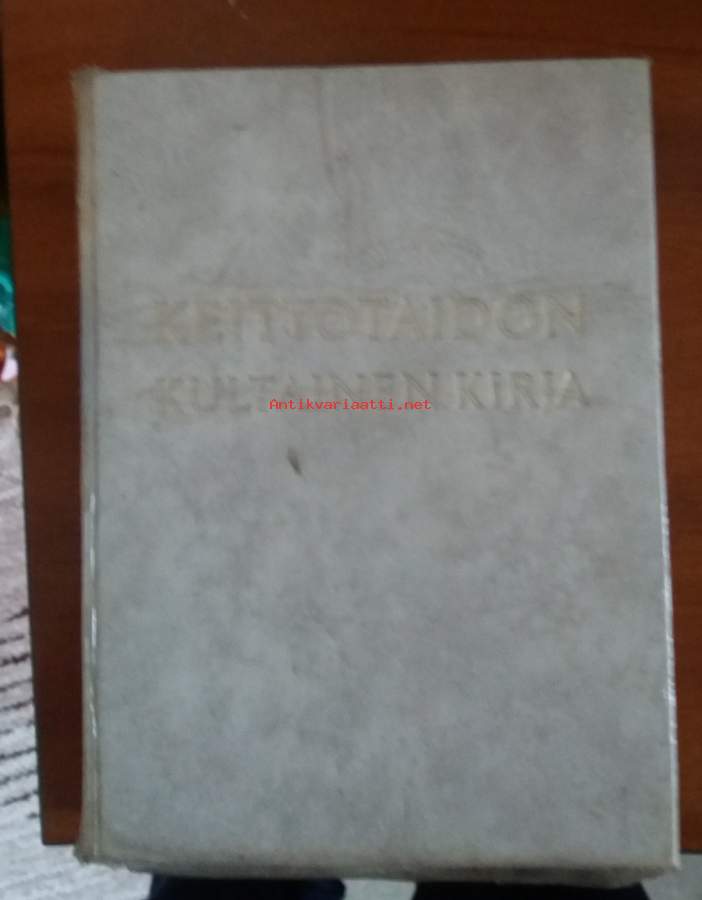 KEITTOTAIDON
KULTAINEN KIRJA
Antikvariaatti.net